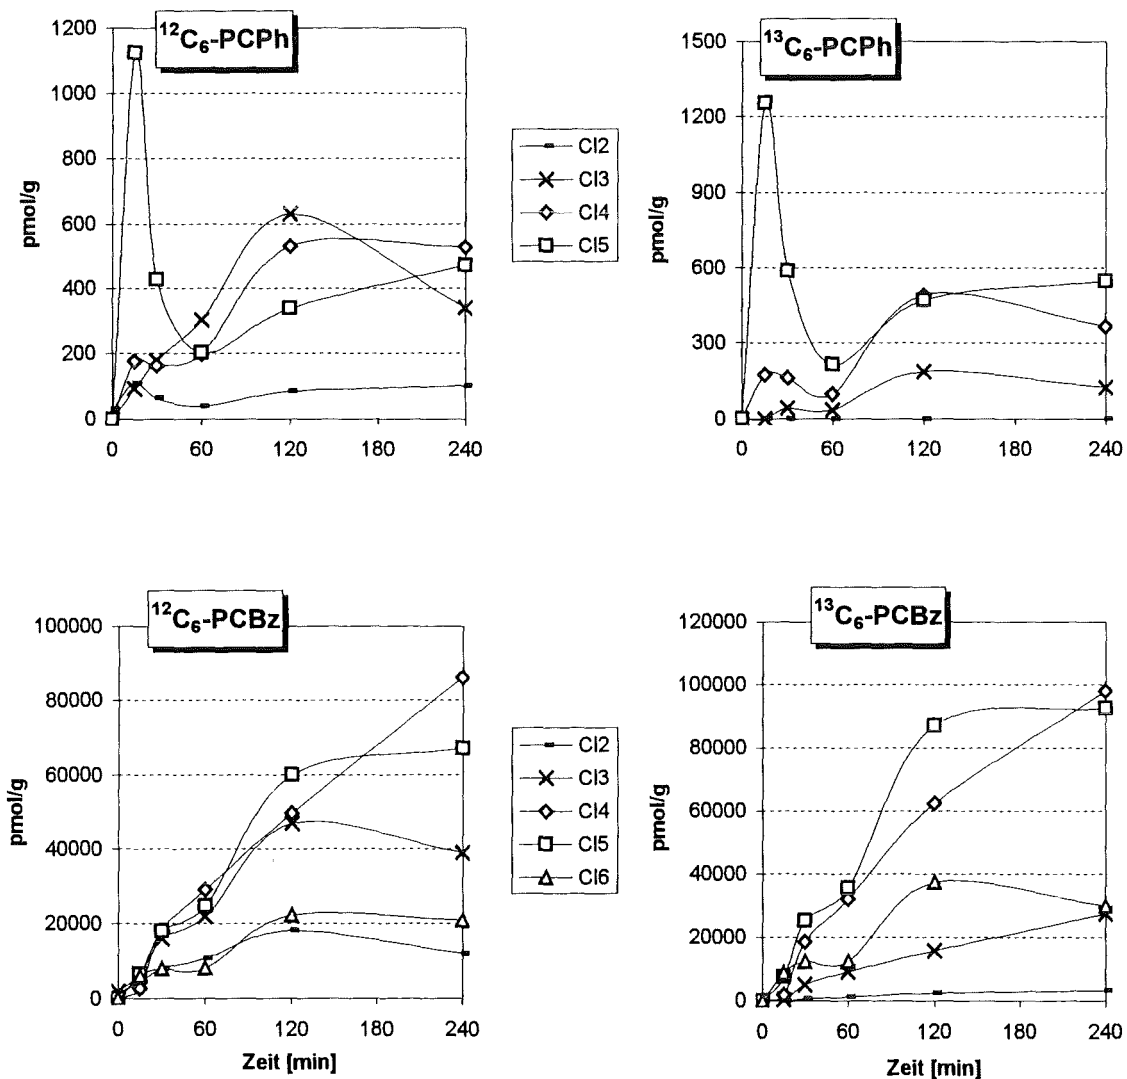 ¹²C₆-PCPh
1200
1000
800
600
400
200
0
pmol/g
0 60 120 180 240
Cl2
Cl3
Cl4
Cl5
¹³C₆-PCPh
1500
1200
900
600
300
0
pmol/g
0 60 120 180 240
¹²C₆-PCBz
100000
80000
60000
40000
20000
0
pmol/g
0 60 120 180 240
Zeit [min]
Cl2
Cl3
Cl4
Cl5
Cl6
¹³C₆-PCBz
120000
100000
80000
60000
40000
20000
0
pmol/g
0 60 120 180 240
Zeit [min]